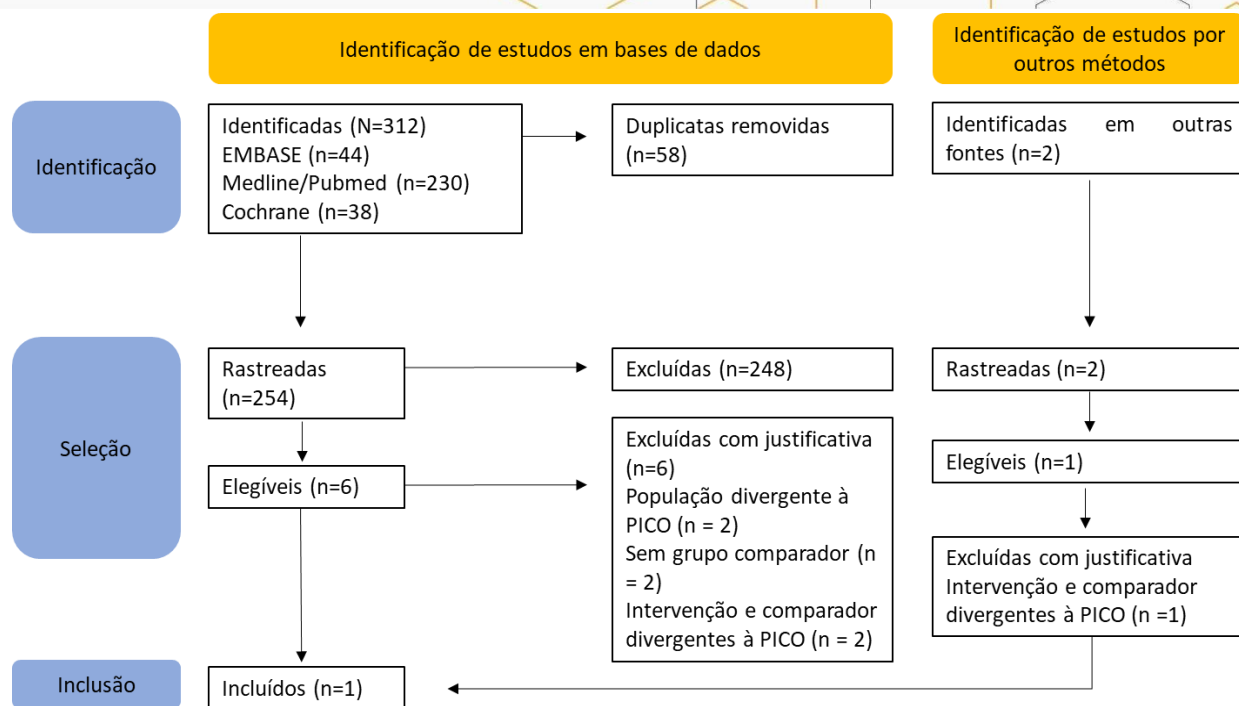 Identificação de estudos em bases de dados
Identificação de estudos por
outros métodos
Identificação
Identificadas (N=312)
EMBASE (n=44)
Medline/Pubmed (n=230)
Cochrane (n=38)
Duplicatas removidas
(n=58)
Identificadas em outras
fontes (n=2)
Seleção
Rastreadas
(n=254)
Excluídas (n=248)
Rastreadas (n=2)
Elegíveis (n=6)
Excluídas com justificativa
(n=6)
População divergente à
PICO (n = 2)
Sem grupo comparador (n
= 2)
Intervenção e comparador
divergentes à PICO (n = 2)
Elegíveis (n=1)
Excluídas com justificativa
Intervenção e comparador
divergentes à PICO (n =1)
Inclusão
Incluídos (n=1)